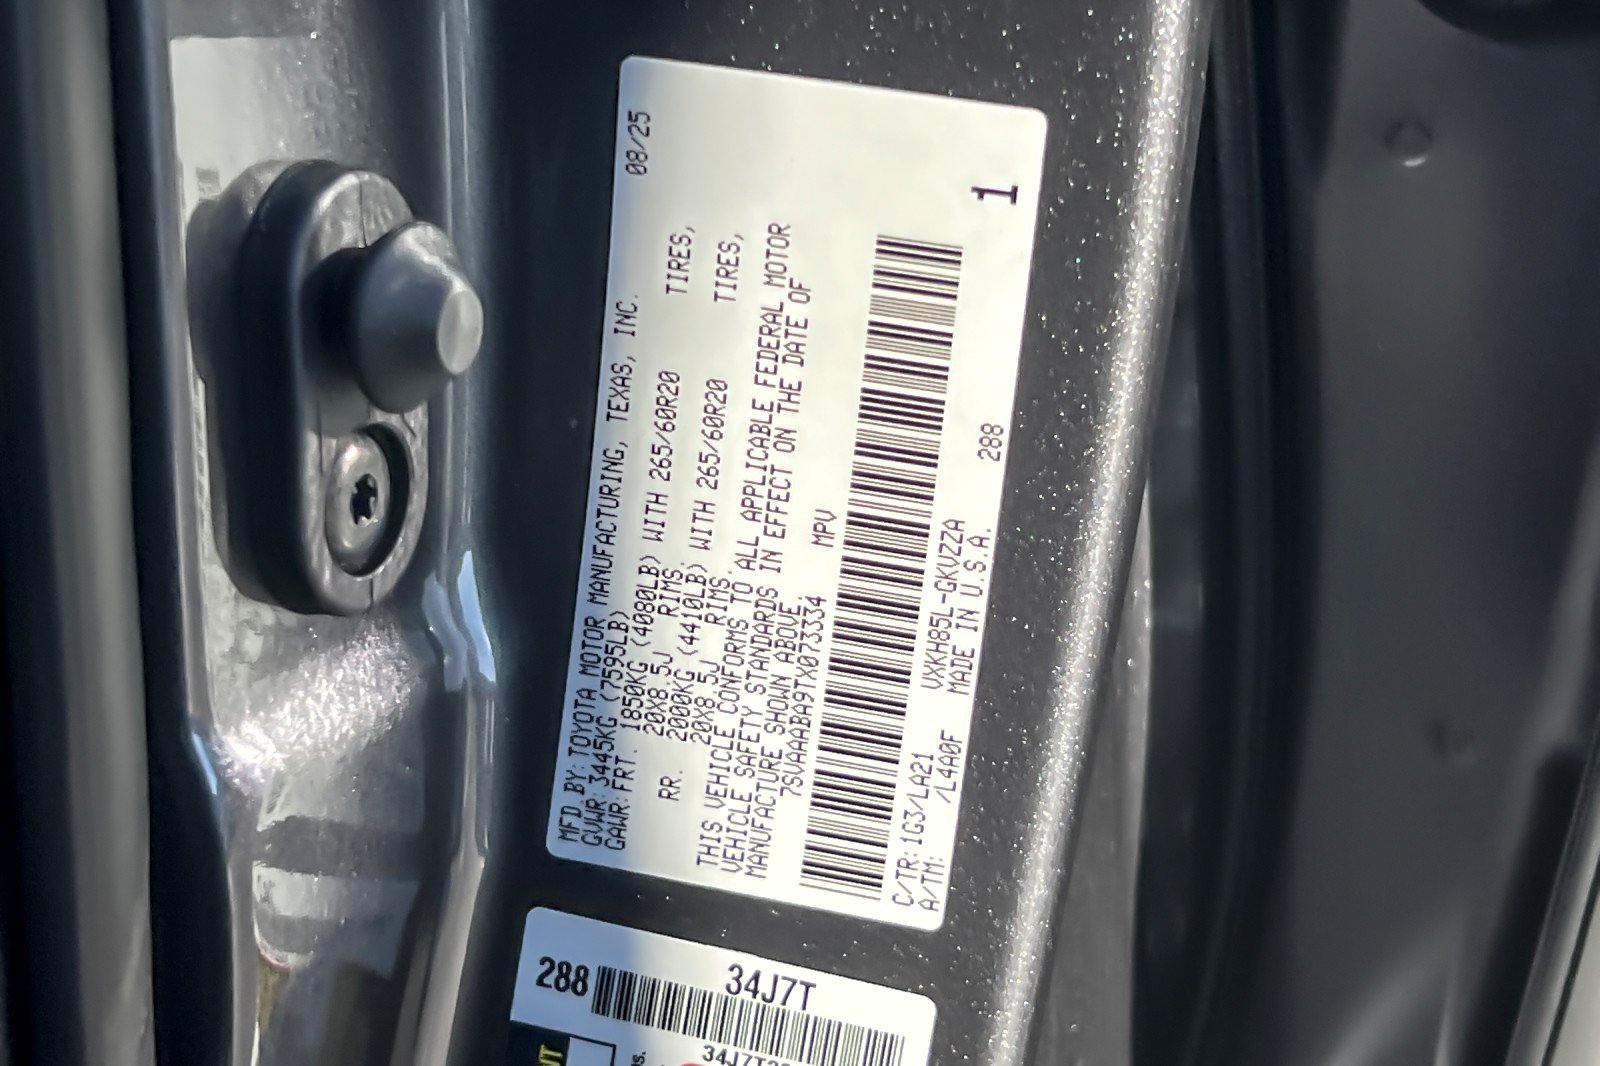 MFD.BY:TOYOTA MOTOR MANUFACTURING, TEXAS, INC. 08/25
GVWR:3445KG (7595LB)
GAWR:FRT. 1850KG (4080LB) WITH 265/60R20 TIRES,
20X8.5J RIMS.
RR. 2000KG (4410LB) WITH 265/60R20 TIRES,
20X8.5J RIMS.
THIS VEHICLE CONFORMS TO ALL APPLICABLE FEDERAL MOTOR
VEHICLE SAFETY STANDARDS IN EFFECT ON THE DATE OF
MANUFACTURE SHOWN ABOVE.
7SVAAABA9TX073334 MPV
C/TR:1G3/LA21 VXKH85L-GKVZZA
A/TM: /L4A0F MADE IN U.S.A. 288 1
288 34J7T